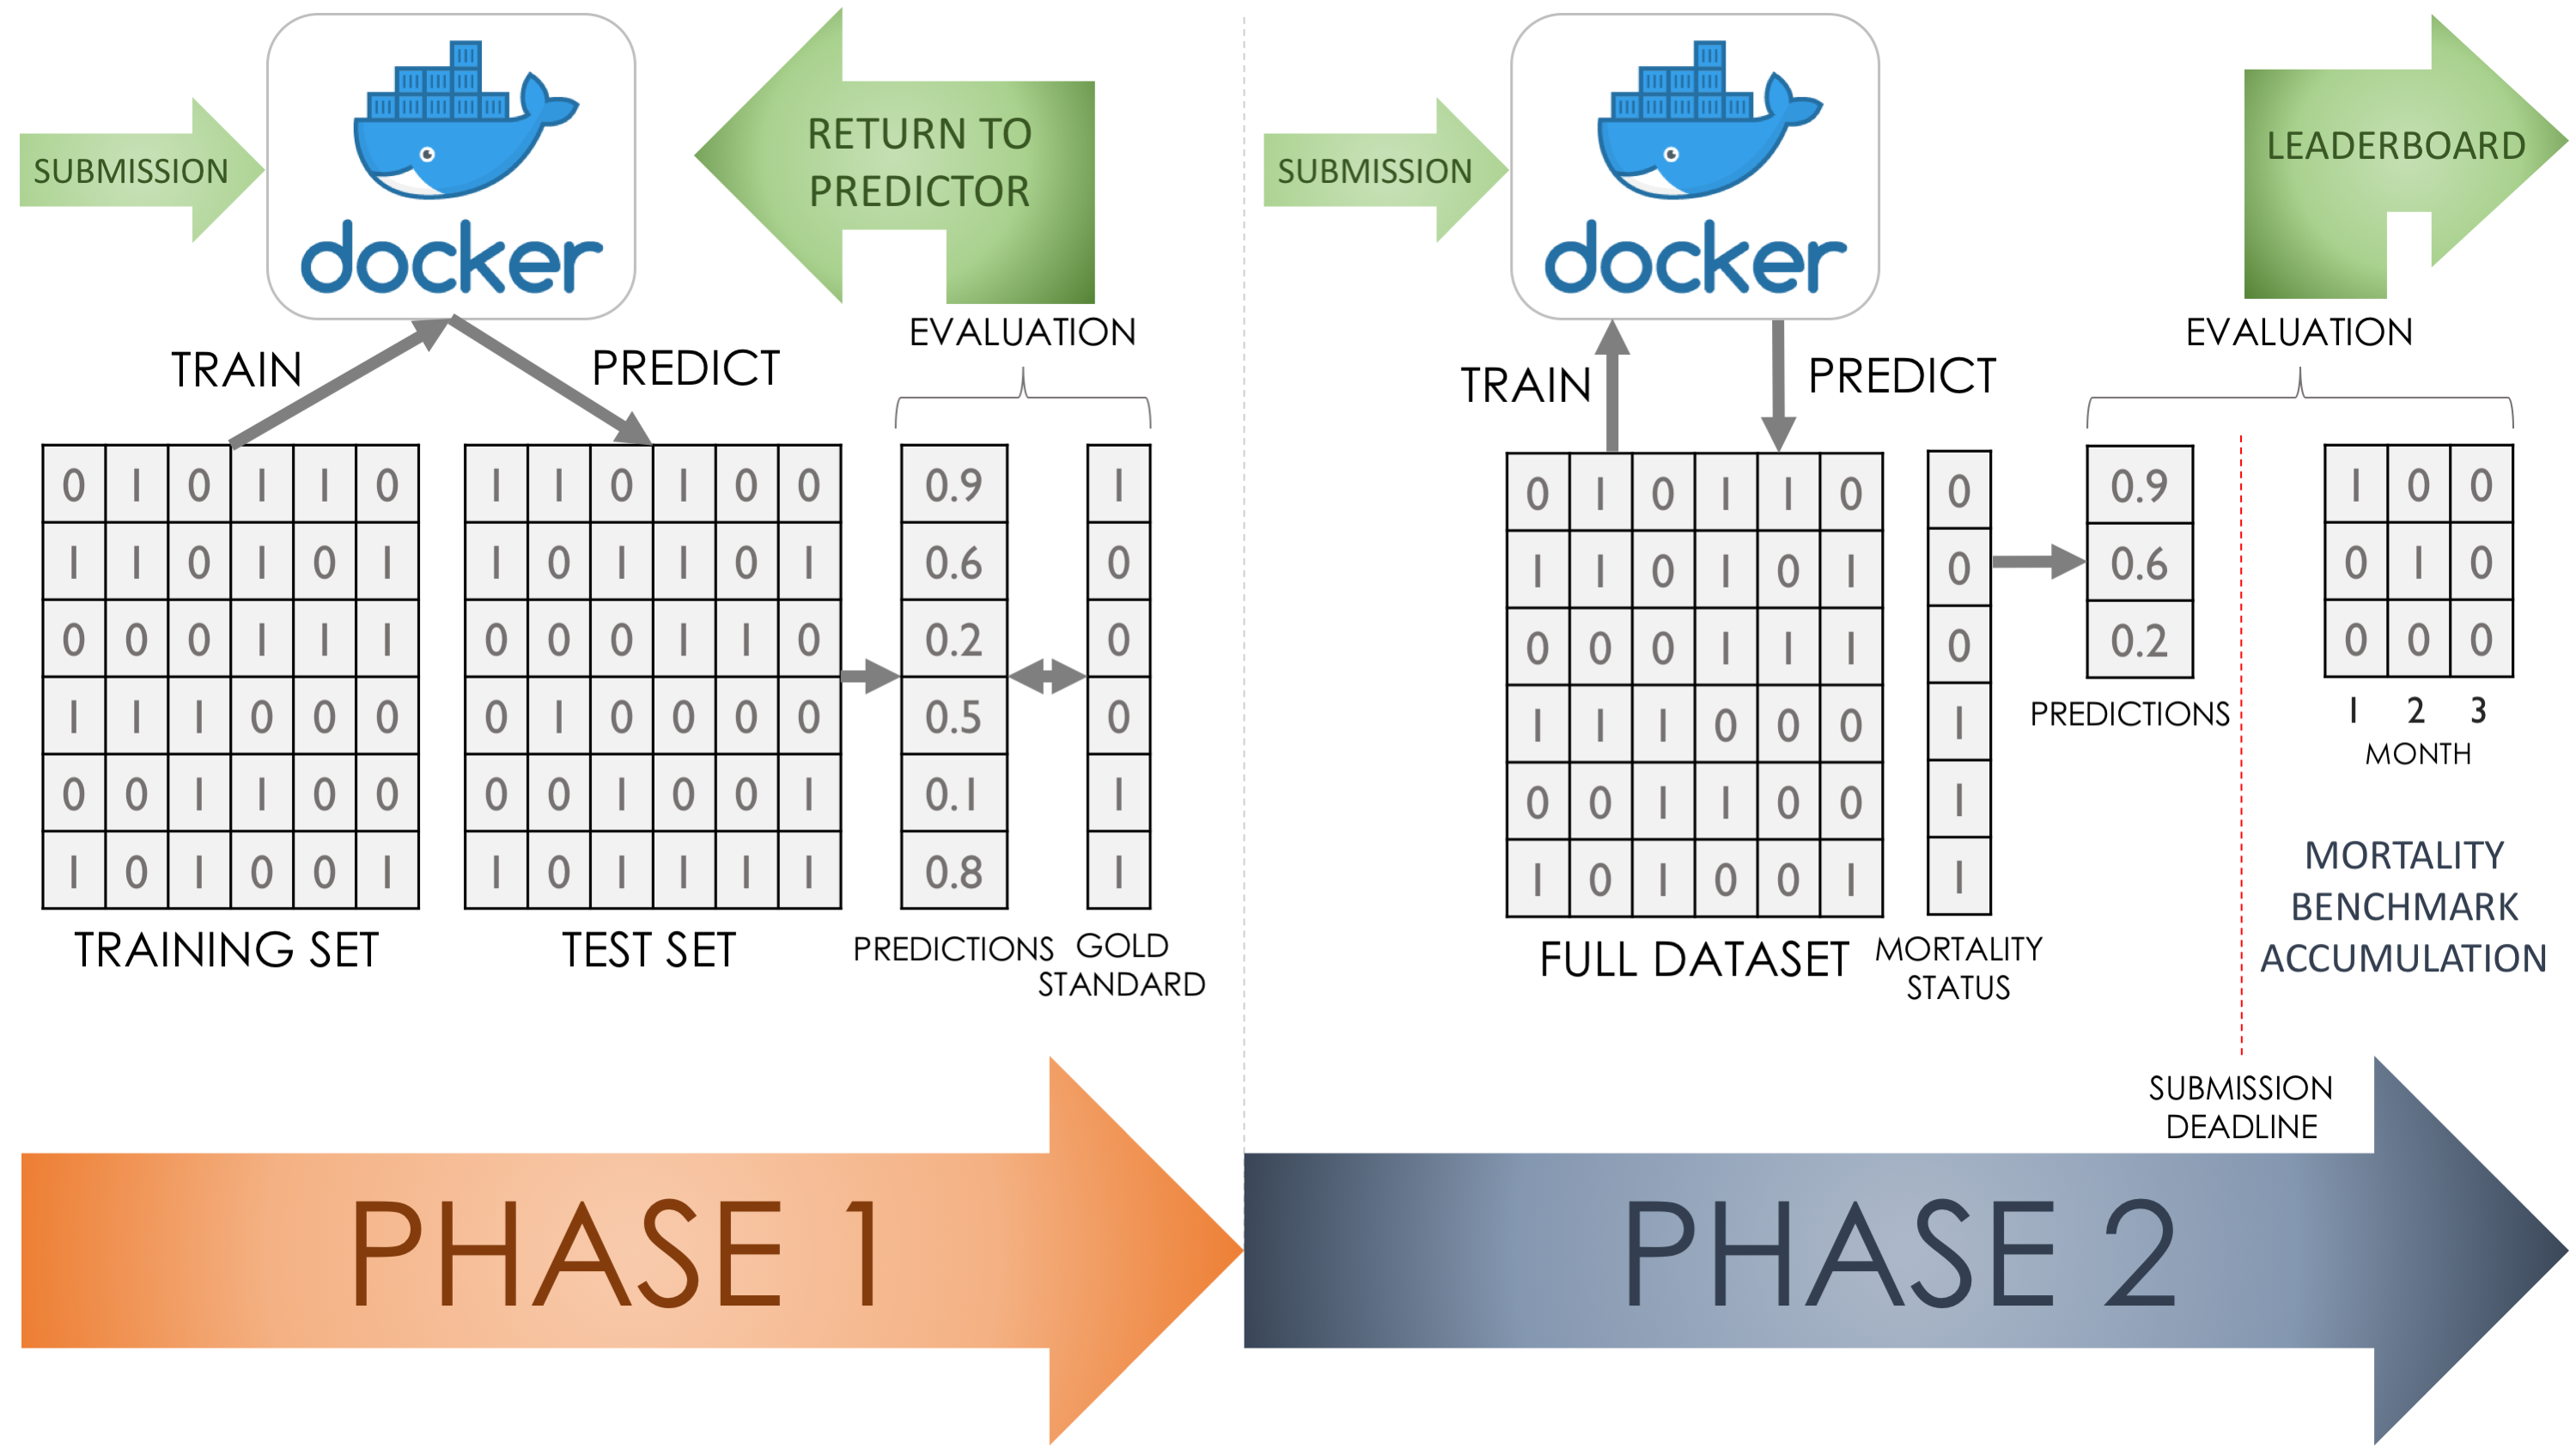 SUBMISSION
docker
RETURN TO
PREDICTOR
EVALUATION
TRAIN
PREDICT
0 1 0 1 1 0
1 1 0 1 0 1
0 0 0 1 1 1
1 1 1 0 0 0
0 0 1 1 0 0
1 0 1 0 0 1
TRAINING SET
1 1 0 1 0 0
1 0 1 1 0 1
0 0 0 1 1 0
0 1 0 0 0 0
0 0 1 0 0 1
1 0 1 1 1 1
TEST SET
0.9
0.6
0.2
0.5
0.1
0.8
PREDICTIONS
1
0
0
0
1
1
GOLD
STANDARD
PHASE 1
SUBMISSION
docker
LEADERBOARD
EVALUATION
TRAIN
PREDICT
0 1 0 1 1 0
1 1 0 1 0 1
0 0 0 1 1 1
1 1 1 0 0 0
0 0 1 1 0 0
1 0 1 0 0 1
FULL DATASET
0
0
0
1
1
1
MORTALITY
STATUS
0.9
0.6
0.2
PREDICTIONS
1 0 0
0 1 0
0 0 0
1 2 3
MONTH
MORTALITY
BENCHMARK
ACCUMULATION
SUBMISSION
DEADLINE
PHASE 2